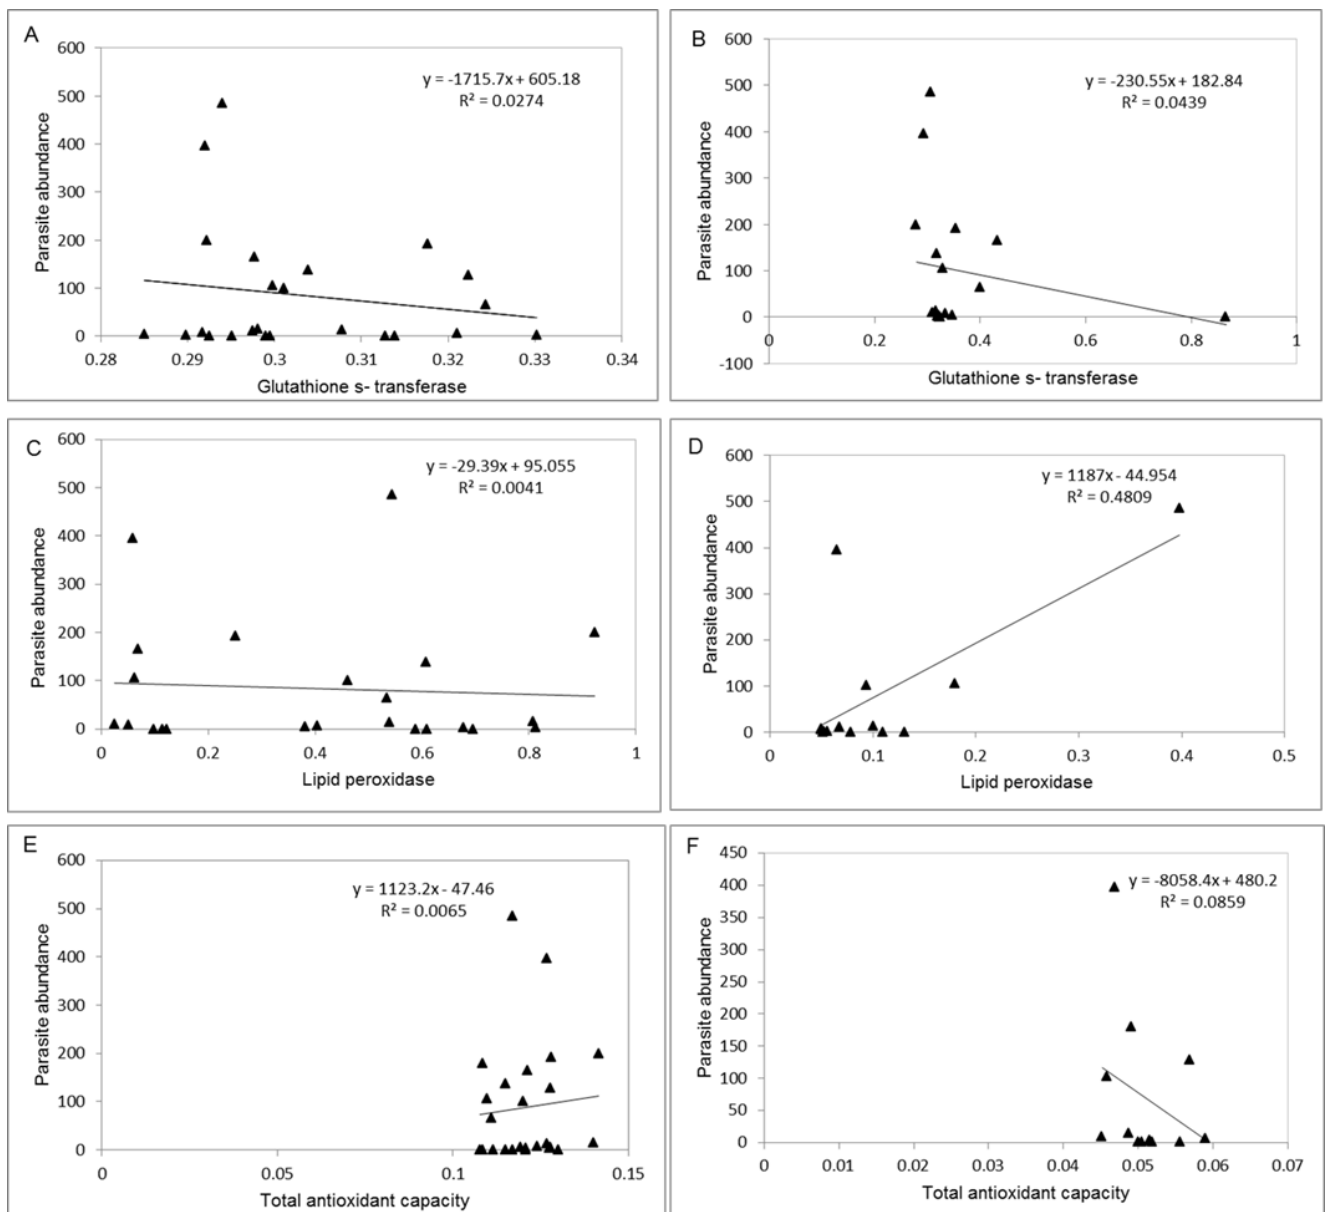 A
y = -1715.7x + 605.18
R² = 0.0274
600
500
400
300
200
100
0
0.28
0.29
0.3
0.31
0.32
0.33
0.34
Parasite abundance
Glutathione s- transferase
B
y = -230.55x + 182.84
R² = 0.0439
600
500
400
300
200
100
0
-100
0
0.2
0.4
0.6
0.8
1
Parasite abundance
Glutathione s- transferase
C
y = -29.39x + 95.055
R² = 0.0041
600
500
400
300
200
100
0
0
0.2
0.4
0.6
0.8
1
Parasite abundance
Lipid peroxidase
D
y = 1187x - 44.954
R² = 0.4809
600
500
400
300
200
100
0
0
0.1
0.2
0.3
0.4
0.5
Parasite abundance
Lipid peroxidase
E
y = 1123.2x - 47.46
R² = 0.0065
600
500
400
300
200
100
0
0
0.05
0.1
0.15
Parasite abundance
Total antioxidant capacity
F
y = -8058.4x + 480.2
R² = 0.0859
450
400
350
300
250
200
150
100
50
0
0
0.01
0.02
0.03
0.04
0.05
0.06
0.07
Parasite abundance
Total antioxidant capacity